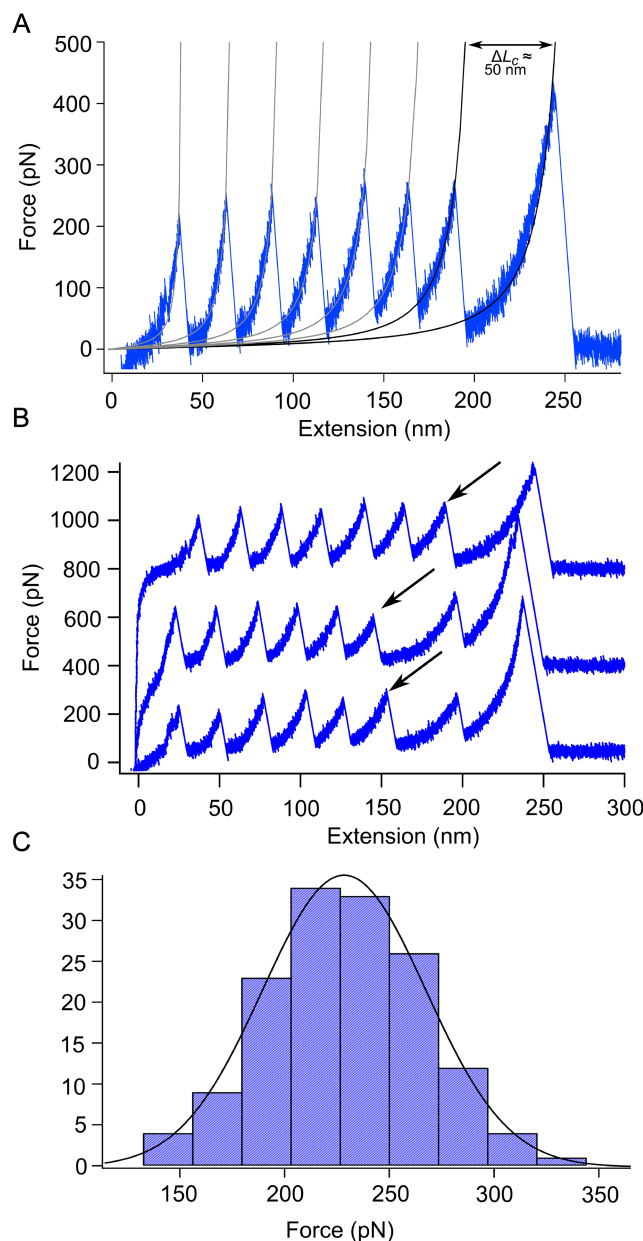 A
500
400
300
200
100
0
Force (pN)
ΔLC ≈
50 nm
0 50 100 150 200 250
Extension (nm)
B
1200
1000
800
600
400
200
0
Force (pN)
0 50 100 150 200 250 300
Extension (nm)
C
35
30
25
20
15
10
5
0
150 200 250 300 350
Force (pN)